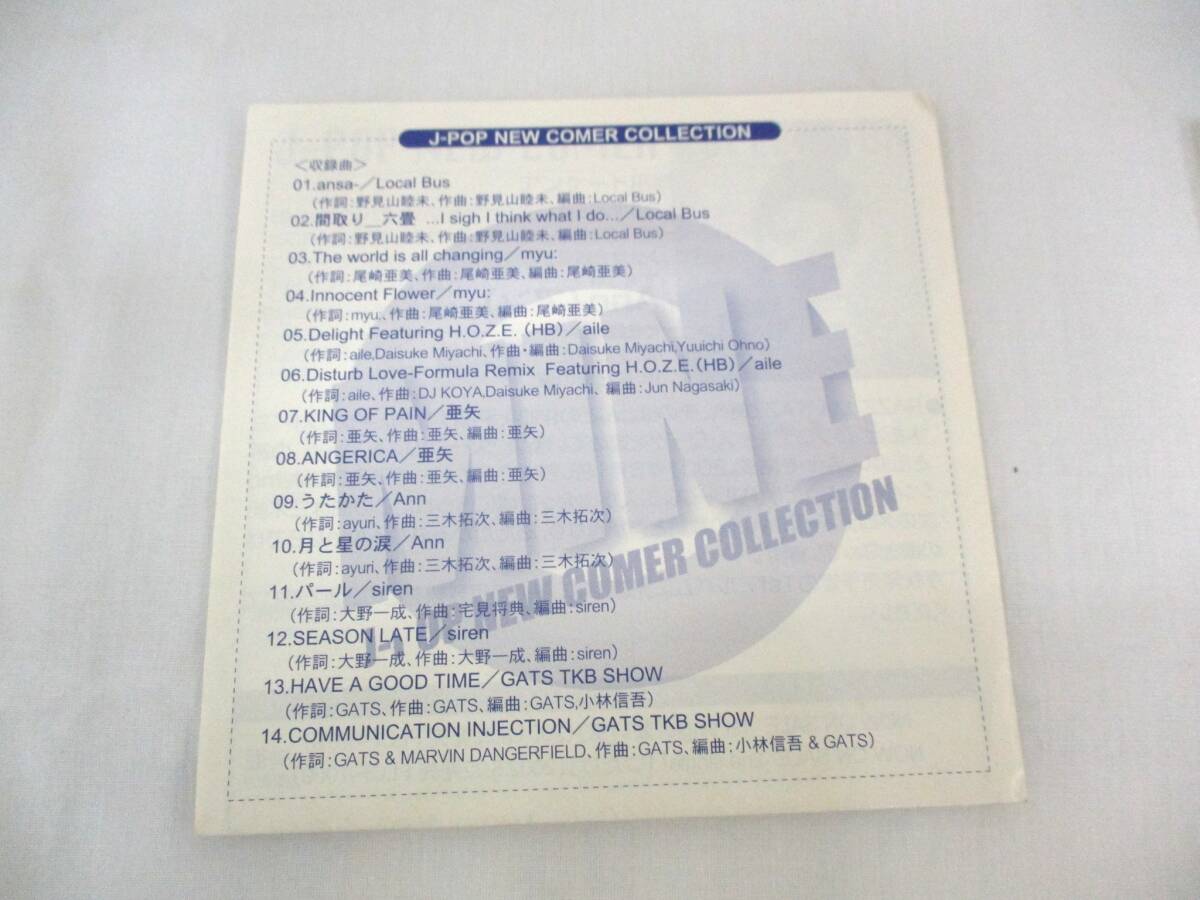 J-POP NEW COMER COLLECTION
＜収録曲＞
01.ansa-／Local Bus
（作詞：野見山睦未、作曲：野見山睦未、編曲：Local Bus）
02.間取り＿六畳 ...I sigh I think what I do...／Local Bus
（作詞：野見山睦未、作曲：野見山睦未、編曲：Local Bus）
03.The world is all changing／myu:
（作詞：尾崎亜美、作曲：尾崎亜美、編曲：尾崎亜美）
04.Innocent Flower／myu:
（作詞：myu:、作曲：尾崎亜美、編曲：尾崎亜美）
05.Delight Featuring H.O.Z.E.（HB）／aile
（作詞：aile,Daisuke Miyachi、作曲・編曲：Daisuke Miyachi,Yuuichi Ohno）
06.Disturb Love-Formula Remix Featuring H.O.Z.E.（HB）／aile
（作詞：aile、作曲：DJ KOYA,Daisuke Miyachi、編曲：Jun Nagasaki）
07.KING OF PAIN／亜矢
（作詞：亜矢、作曲：亜矢、編曲：亜矢）
08.ANGERICA／亜矢
（作詞：亜矢、作曲：亜矢、編曲：亜矢）
09.うたかた／Ann
（作詞：ayuri、作曲：三木拓次、編曲：三木拓次）
10.月と星の涙／Ann
（作詞：ayuri、作曲：三木拓次、編曲：三木拓次）
11.パール／siren
（作詞：大野一成、作曲：宅見将典、編曲：siren）
12.SEASON LATE／siren
（作詞：大野一成、作曲：大野一成、編曲：siren）
13.HAVE A GOOD TIME／GATS TKB SHOW
（作詞：GATS、作曲：GATS、編曲：GATS,小林信吾）
14.COMMUNICATION INJECTION／GATS TKB SHOW
（作詞：GATS & MARVIN DANGERFIELD、作曲：GATS、編曲：小林信吾 & GATS）
MINE
J-POP NEW COMER COLLECTION